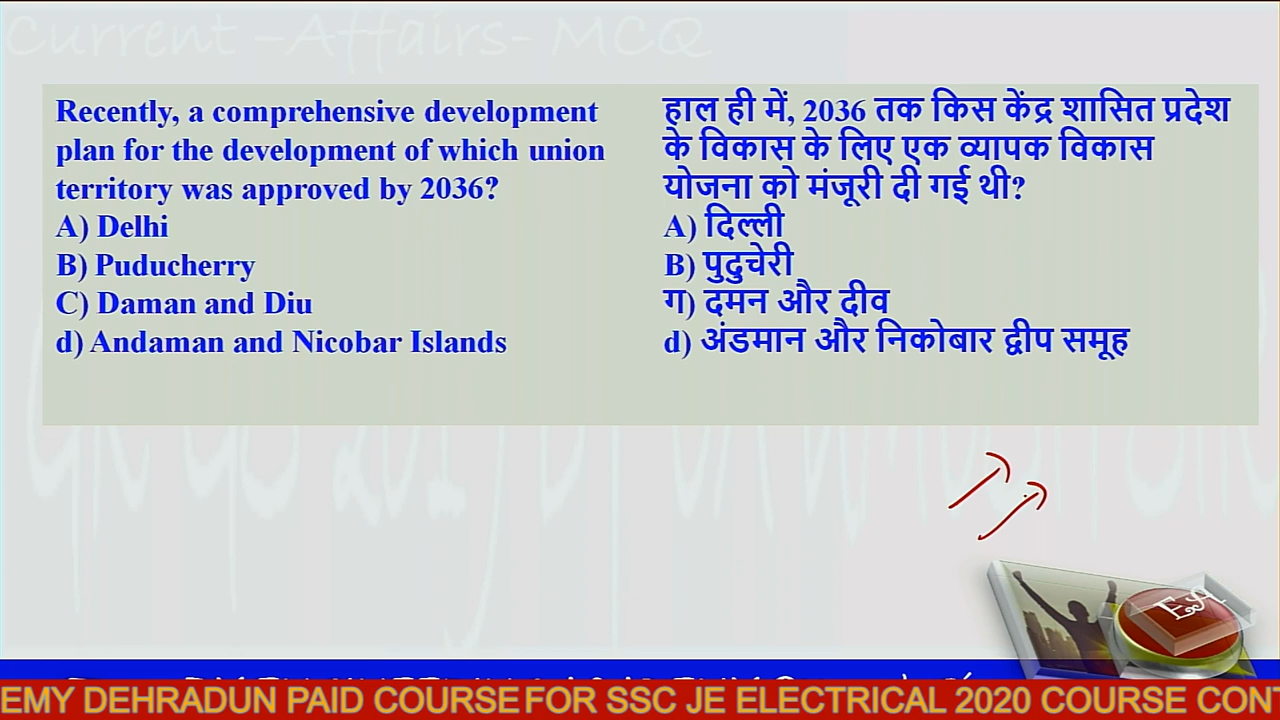 Current -Affairs- MCQ
Recently, a comprehensive development
plan for the development of which union
territory was approved by 2036?
A) Delhi
B) Puducherry
C) Daman and Diu
d) Andaman and Nicobar Islands
हाल ही में, 2036 तक किस केंद्र शासित प्रदेश
के विकास के लिए एक व्यापक विकास
योजना को मंजूरी दी गई थी?
A) दिल्ली
B) पुदुचेरी
ग) दमन और दीव
d) अंडमान और निकोबार द्वीप समूह
EA
EMY DEHRADUN PAID COURSE FOR SSC JE ELECTRICAL 2020 COURSE CONT